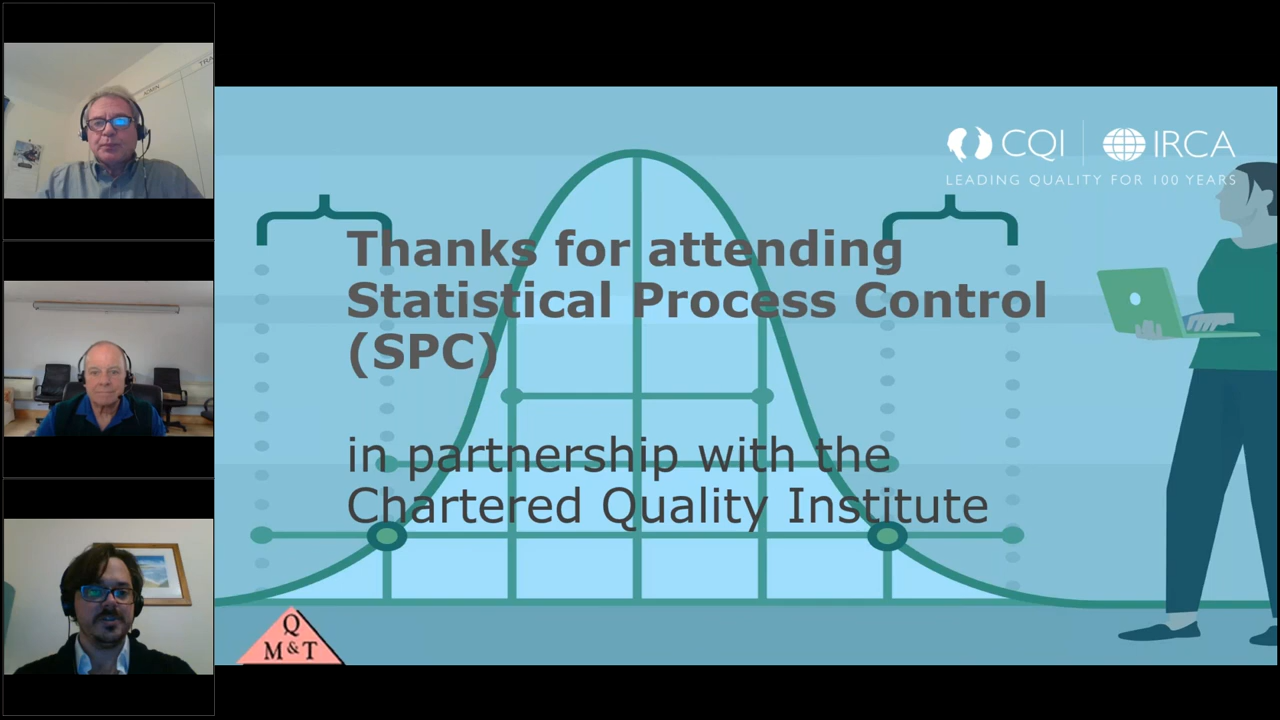 ADMIN
CQI
IRCA
LEADING QUALITY FOR 100 YEARS
Thanks for attending
Statistical Process Control
(SPC)
in partnership with the
Chartered Quality Institute
Q
M&T